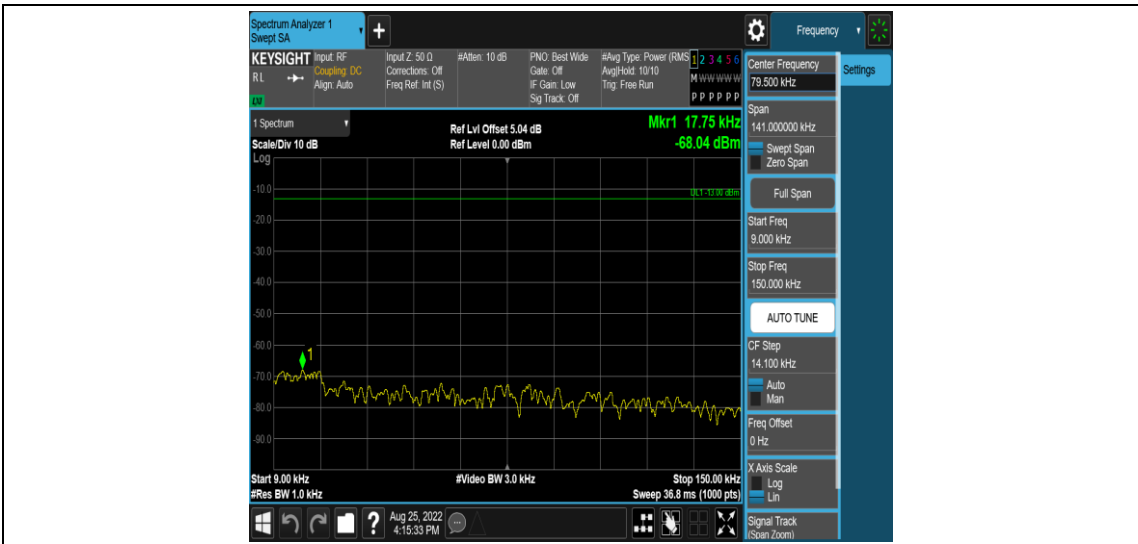 Spectrum Analyzer 1
Swept SA
+
Frequency
KEYSIGHT
RL
LXI
Input: RF
Coupling: DC
Align: Auto
Input Z: 50 Ω
Corrections: Off
Freq Ref: Int (S)
#Atten: 10 dB
PNO: Best Wide
Gate: Off
IF Gain: Low
Sig Track: Off
#Avg Type: Power (RMS
Avg|Hold: 10/10
Trig: Free Run
1 2 3 4 5 6
M W W W W W
P P P P P P
1 Spectrum
Scale/Div 10 dB
Log
Ref Lvl Offset 5.04 dB
Ref Level 0.00 dBm
Mkr1 17.75 kHz
-68.04 dBm
DL1 -13.00 dBm
-10.0
-20.0
-30.0
-40.0
-50.0
-60.0
-70.0
-80.0
-90.0
1
Start 9.00 kHz
#Res BW 1.0 kHz
#Video BW 3.0 kHz
Stop 150.00 kHz
Sweep 36.8 ms (1000 pts)
Center Frequency
79.500 kHz
Span
141.000000 kHz
Swept Span
Zero Span
Full Span
Start Freq
9.000 kHz
Stop Freq
150.000 kHz
AUTO TUNE
CF Step
14.100 kHz
Auto
Man
Freq Offset
0 Hz
X Axis Scale
Log
Lin
Signal Track
(Span Zoom)
Settings
?
Aug 25, 2022
4:15:33 PM